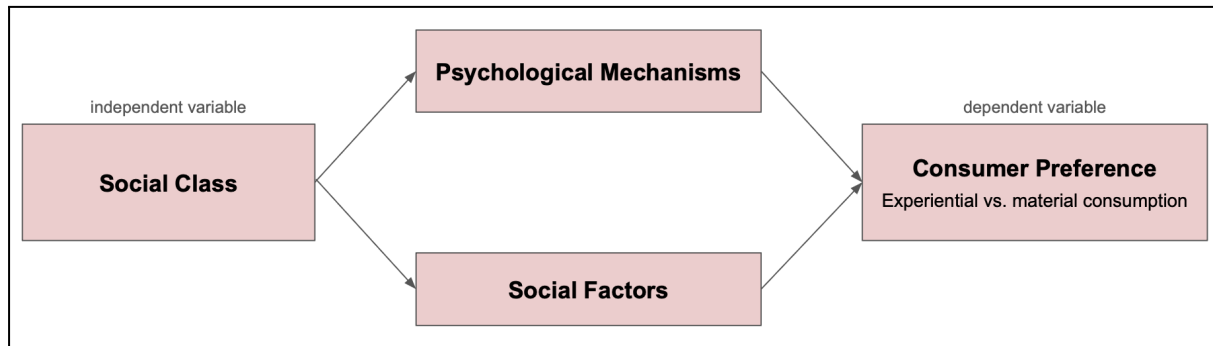 Psychological Mechanisms
independent variable
Social Class
dependent variable
Consumer Preference
Experiential vs. material consumption
Social Factors